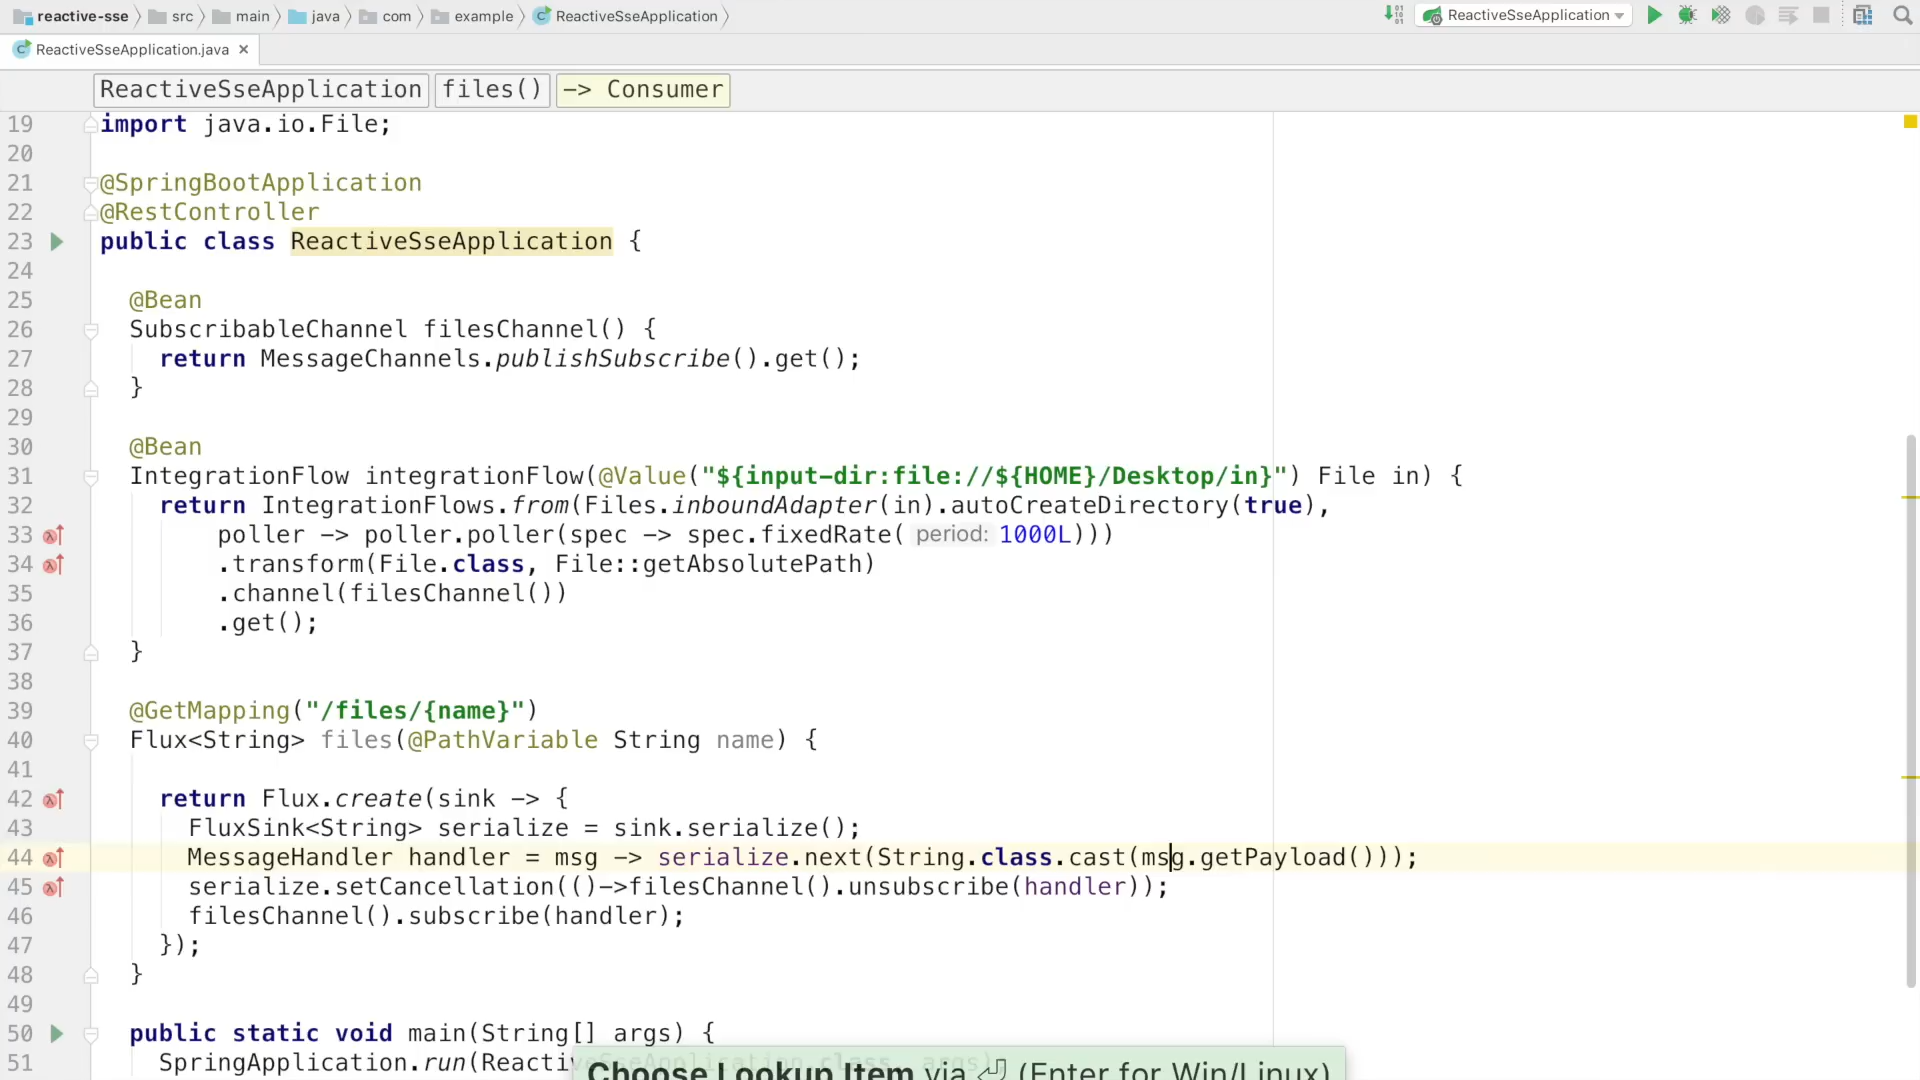 reactive-sse src main java com example ReactiveSseApplication ReactiveSseApplication
ReactiveSseApplication.java
ReactiveSseApplication files() -> Consumer
19 import java.io.File;
20
21 @SpringBootApplication
22 @RestController
23 public class ReactiveSseApplication {
24
25 @Bean
26 SubscribableChannel filesChannel() {
27 return MessageChannels.publishSubscribe().get();
28 }
29
30 @Bean
31 IntegrationFlow integrationFlow(@Value("${input-dir:file://${HOME}/Desktop/in}") File in) {
32 return IntegrationFlows.from(Files.inboundAdapter(in).autoCreateDirectory(true),
33 poller -> poller.poller(spec -> spec.fixedRate( period: 1000L)))
34 .transform(File.class, File::getAbsolutePath)
35 .channel(filesChannel())
36 .get();
37 }
38
39 @GetMapping("/files/{name}")
40 Flux<String> files(@PathVariable String name) {
41
42 return Flux.create(sink -> {
43 FluxSink<String> serialize = sink.serialize();
44 MessageHandler handler = msg -> serialize.next(String.class.cast(msg.getPayload()));
45 serialize.setCancellation(()->filesChannel().unsubscribe(handler));
46 filesChannel().subscribe(handler);
47 });
48 }
49
50 public static void main(String[] args) {
51 SpringApplication.run(ReactiveSseApplication.class, args)
Choose Lookup Item via ⏎ (Enter for Win/Linux)